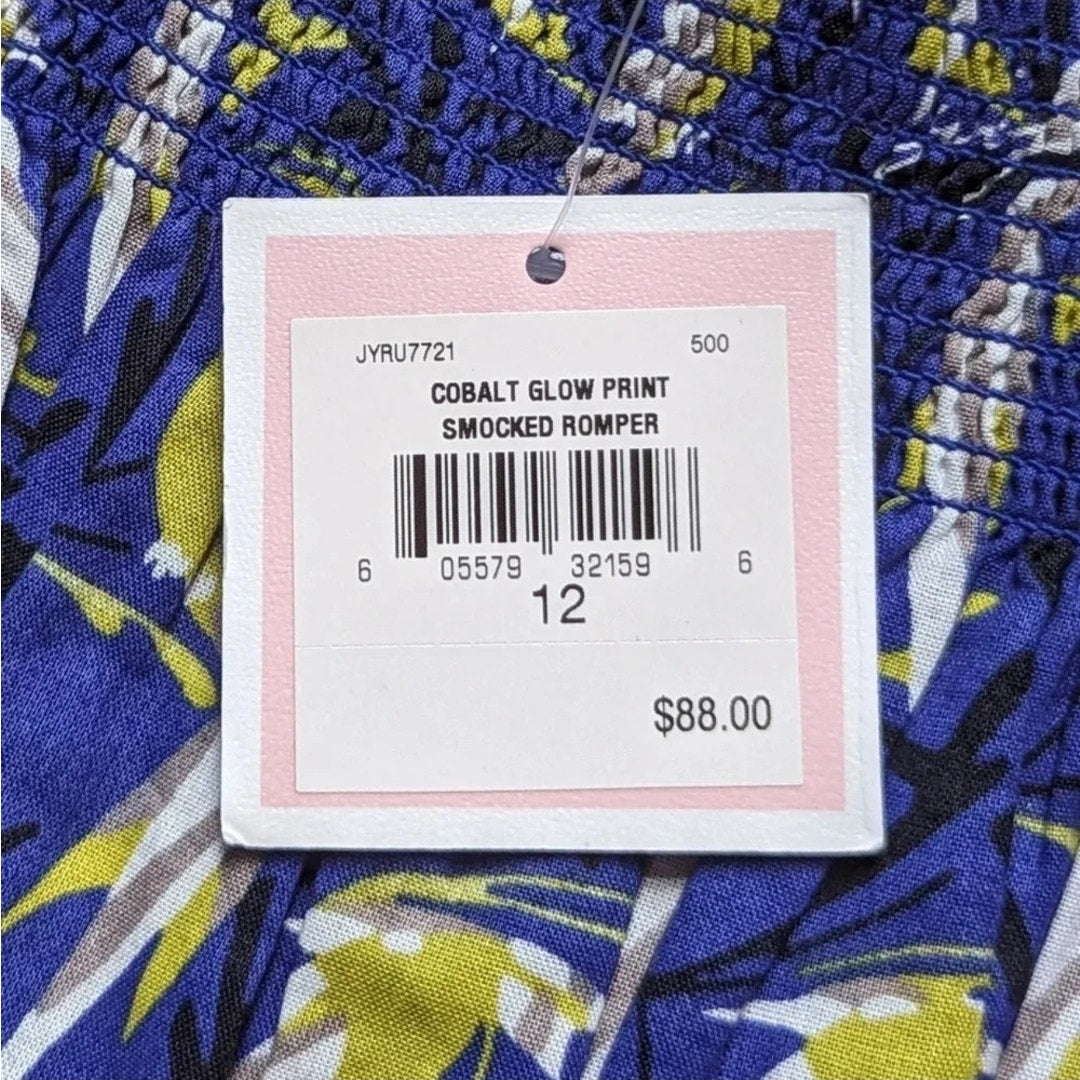 JYRU7721 500
COBALT GLOW PRINT
SMOCKED ROMPER
6 05579 32159 6
12
$88.00